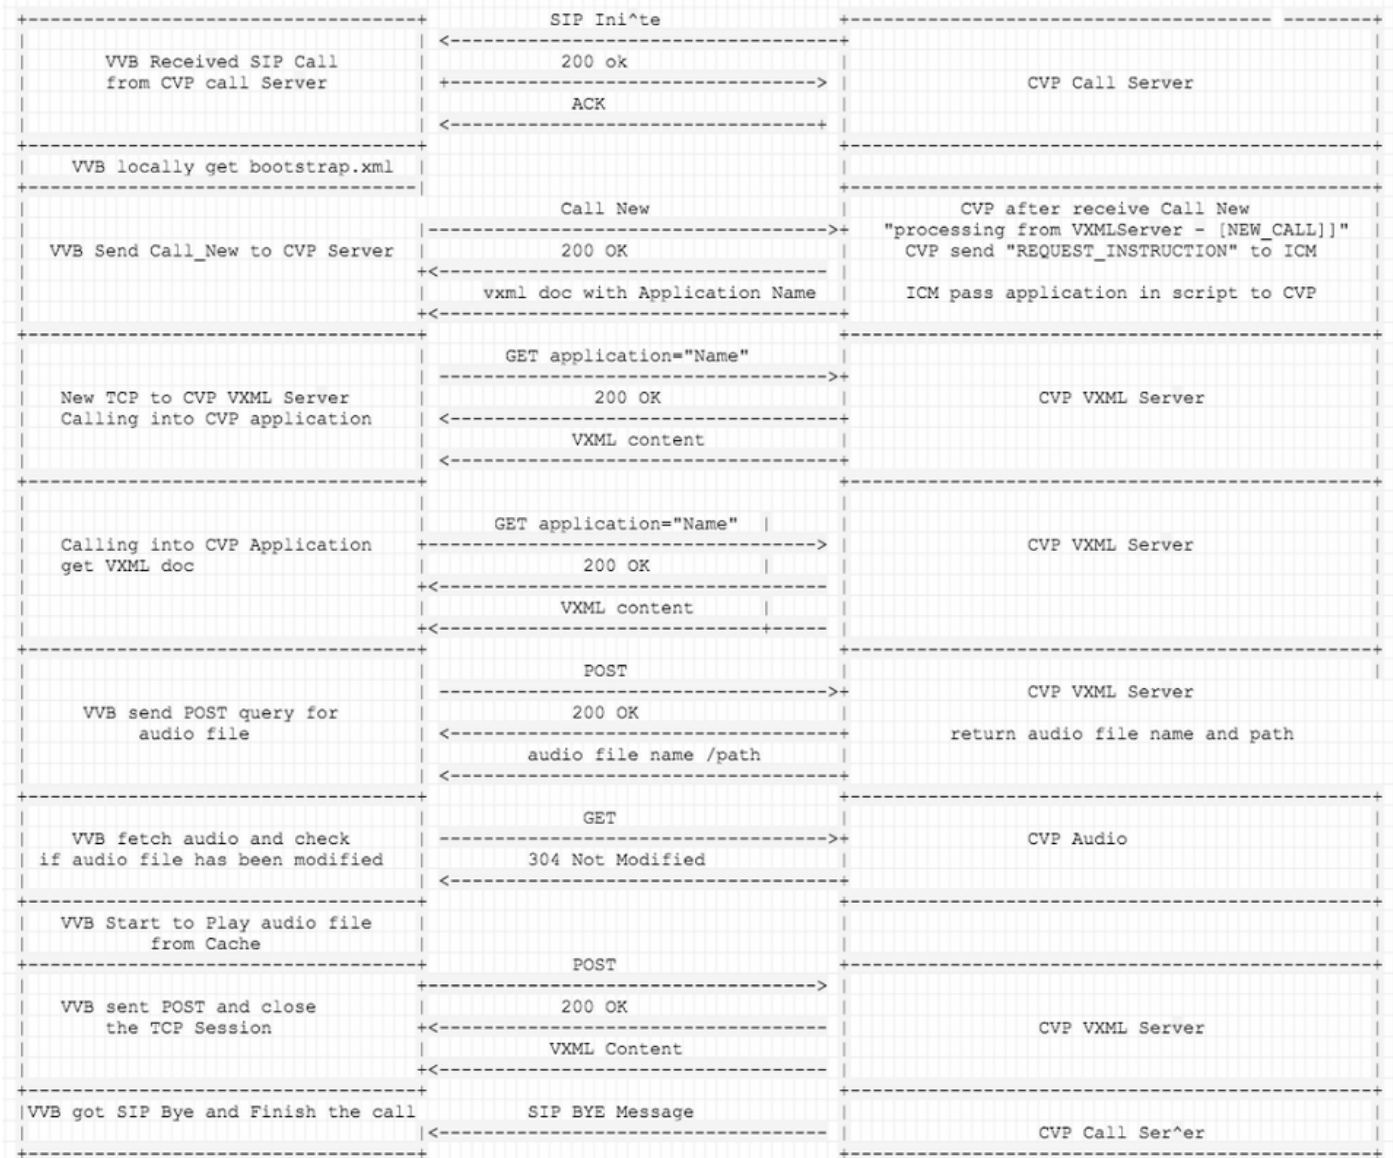 SIP Ini^te
VVB Received SIP Call
from CVP call Server
200 ok
ACK
CVP Call Server
VVB locally get bootstrap.xml
VVB Send Call_New to CVP Server
Call New
200 OK
vxml doc with Application Name
CVP after receive Call New
"processing from VXMLServer - [NEW_CALL]]"
CVP send "REQUEST_INSTRUCTION" to ICM
ICM pass application in script to CVP
New TCP to CVP VXML Server
Calling into CVP application
GET application="Name"
200 OK
VXML content
CVP VXML Server
Calling into CVP Application
get VXML doc
GET application="Name"
200 OK
VXML content
CVP VXML Server
VVB send POST query for
audio file
POST
200 OK
audio file name /path
CVP VXML Server
return audio file name and path
VVB fetch audio and check
if audio file has been modified
GET
304 Not Modified
CVP Audio
VVB Start to Play audio file
from Cache
VVB sent POST and close
the TCP Session
POST
200 OK
VXML Content
CVP VXML Server
VVB got SIP Bye and Finish the call
SIP BYE Message
CVP Call Ser^er